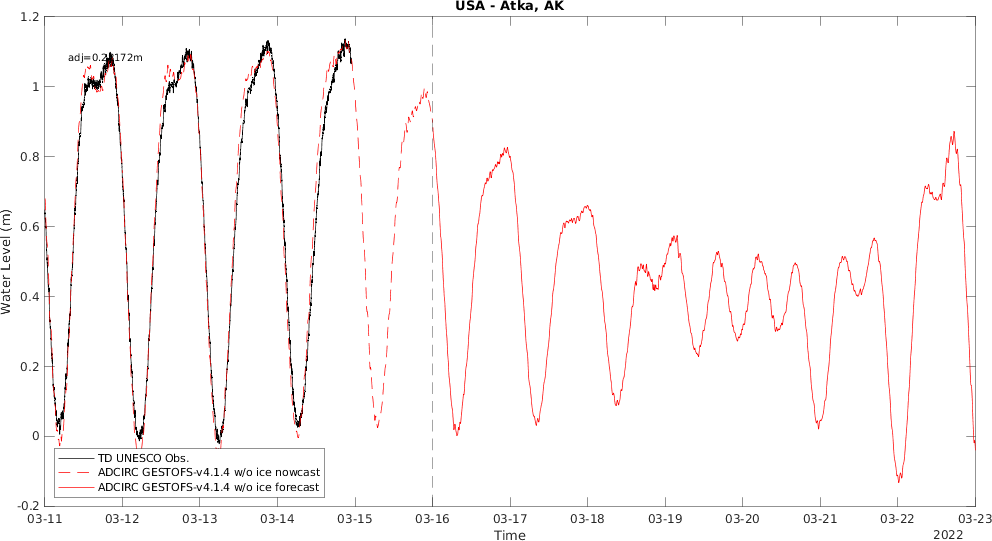 USA - Atka, AK
Water Level (m)
1.2
1
0.8
0.6
0.4
0.2
0
-0.2
TD UNESCO Obs.
ADCIRC GESTOFS-v4.1.4 w/o ice nowcast
ADCIRC GESTOFS-v4.1.4 w/o ice forecast
03-11 03-12 03-13 03-14 03-15 03-16 03-17 03-18 03-19 03-20 03-21 03-22 03-23
Time
2022